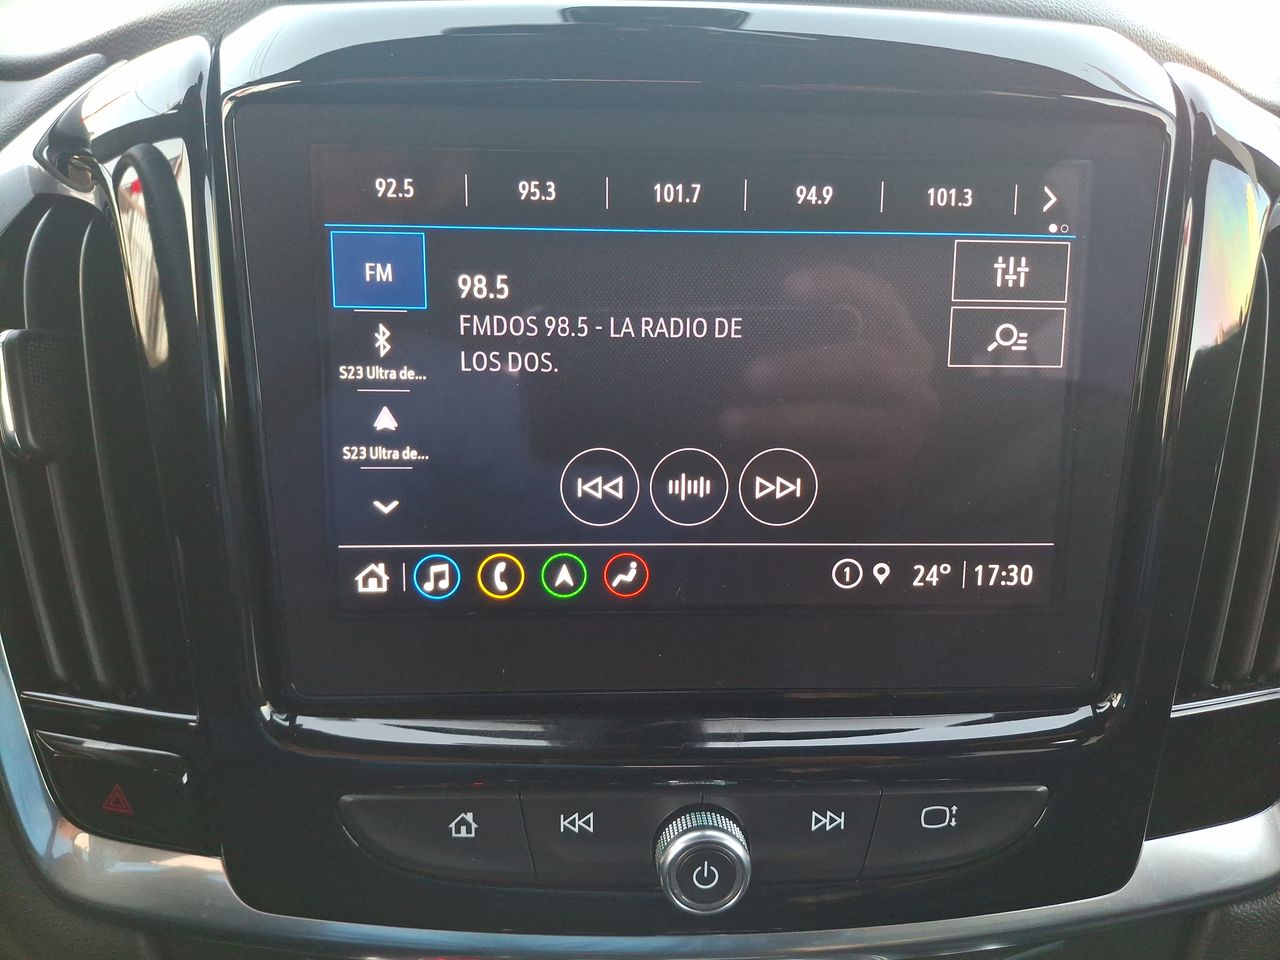 92.5
95.3
101.7
94.9
101.3
FM
98.5
FMDOS 98.5 - LA RADIO DE
LOS DOS.
S23 Ultra de...
S23 Ultra de...
1
24°
17:30